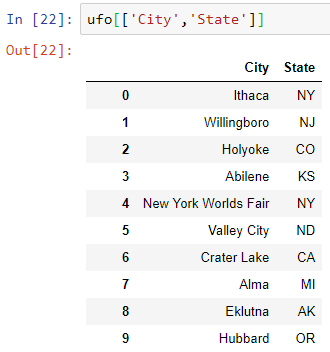 In [22]: ufo[['City','State']]
Out[22]:
City State
0 Ithaca NY
1 Willingboro NJ
2 Holyoke CO
3 Abilene KS
4 New York Worlds Fair NY
5 Valley City ND
6 Crater Lake CA
7 Alma MI
8 Eklutna AK
9 Hubbard OR